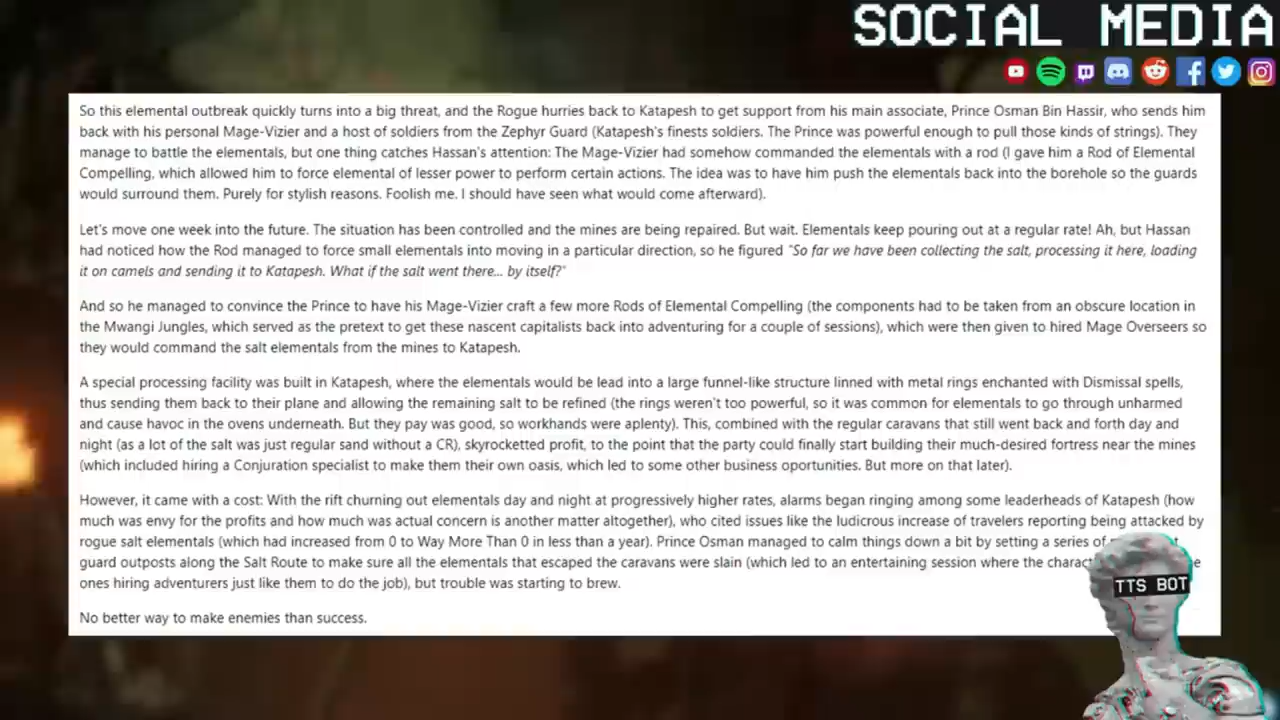 SOCIAL MEDIA
So this elemental outbreak quickly turns into a big threat, and the Rogue hurries back to Katapesh to get support from his main associate, Prince Osman Bin Hassir, who sends him
back with his personal Mage-Vizier and a host of soldiers from the Zephyr Guard (Katapesh's finests soldiers. The Prince was powerful enough to pull those kinds of strings). They
manage to battle the elementals, but one thing catches Hassan's attention: The Mage-Vizier had somehow commanded the elementals with a rod (I gave him a Rod of Elemental
Compelling, which allowed him to force elemental of lesser power to perform certain actions. The idea was to have him push the elementals back into the borehole so the guards
would surround them. Purely for stylish reasons. Foolish me. I should have seen what would come afterward).
Let's move one week into the future. The situation has been controlled and the mines are being repaired. But wait. Elementals keep pouring out at a regular rate! Ah, but Hassan
had noticed how the Rod managed to force small elementals into moving in a particular direction, so he figured "So far we have been collecting the salt, processing it here, loading
it on camels and sending it to Katapesh. What if the salt went there... by itself?"
And so he managed to convince the Prince to have his Mage-Vizier craft a few more Rods of Elemental Compelling (the components had to be taken from an obscure location in
the Mwangi Jungles, which served as the pretext to get these nascent capitalists back into adventuring for a couple of sessions), which were then given to hired Mage Overseers so
they would command the salt elementals from the mines to Katapesh.
A special processing facility was built in Katapesh, where the elementals would be lead into a large funnel-like structure linned with metal rings enchanted with Dismissal spells,
thus sending them back to their plane and allowing the remaining salt to be refined (the rings weren't too powerful, so it was common for elementals to go through unharmed
and cause havoc in the ovens underneath. But they pay was good, so workhands were aplenty). This, combined with the regular caravans that still went back and forth day and
night (as a lot of the salt was just regular sand without a CR), skyrocketted profit, to the point that the party could finally start building their much-desired fortress near the mines
(which included hiring a Conjuration specialist to make them their own oasis, which led to some other business oportunities. But more on that later).
However, it came with a cost: With the rift churning out elementals day and night at progressively higher rates, alarms began ringing among some leaderheads of Katapesh (how
much was envy for the profits and how much was actual concern is another matter altogether), who cited issues like the ludicrous increase of travelers reporting being attacked by
rogue salt elementals (which had increased from 0 to Way More Than 0 in less than a year). Prince Osman managed to calm things down a bit by setting a series of
guard outposts along the Salt Route to make sure all the elementals that escaped the caravans were slain (which led to an entertaining session where the
ones hiring adventurers just like them to do the job), but trouble was starting to brew.
No better way to make enemies than success.
TTS BOT